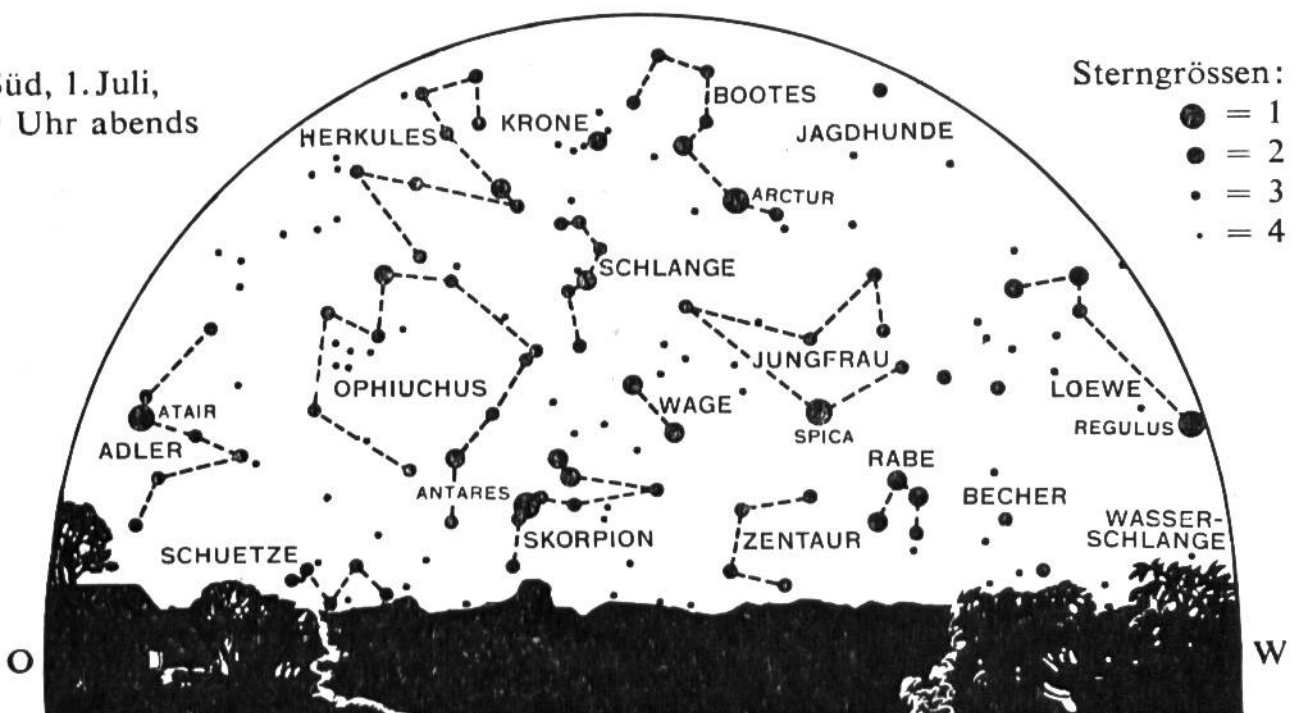 üd, 1. Juli,
Uhr abends
Sterngrössen:
= 1
= 2
= 3
= 4
HERKULES
KRONE
BOOTES
JAGDHUNDE
ARCTUR
SCHLANGE
OPHIUCHUS
JUNGFRAU
WAGE
SPICA
LOEWE
REGULUS
ATAIR
ADLER
ANTARES
RABE
BECHER
SKORPION
ZENTAUR
WASSER-
SCHLANGE
SCHUETZE
O
W